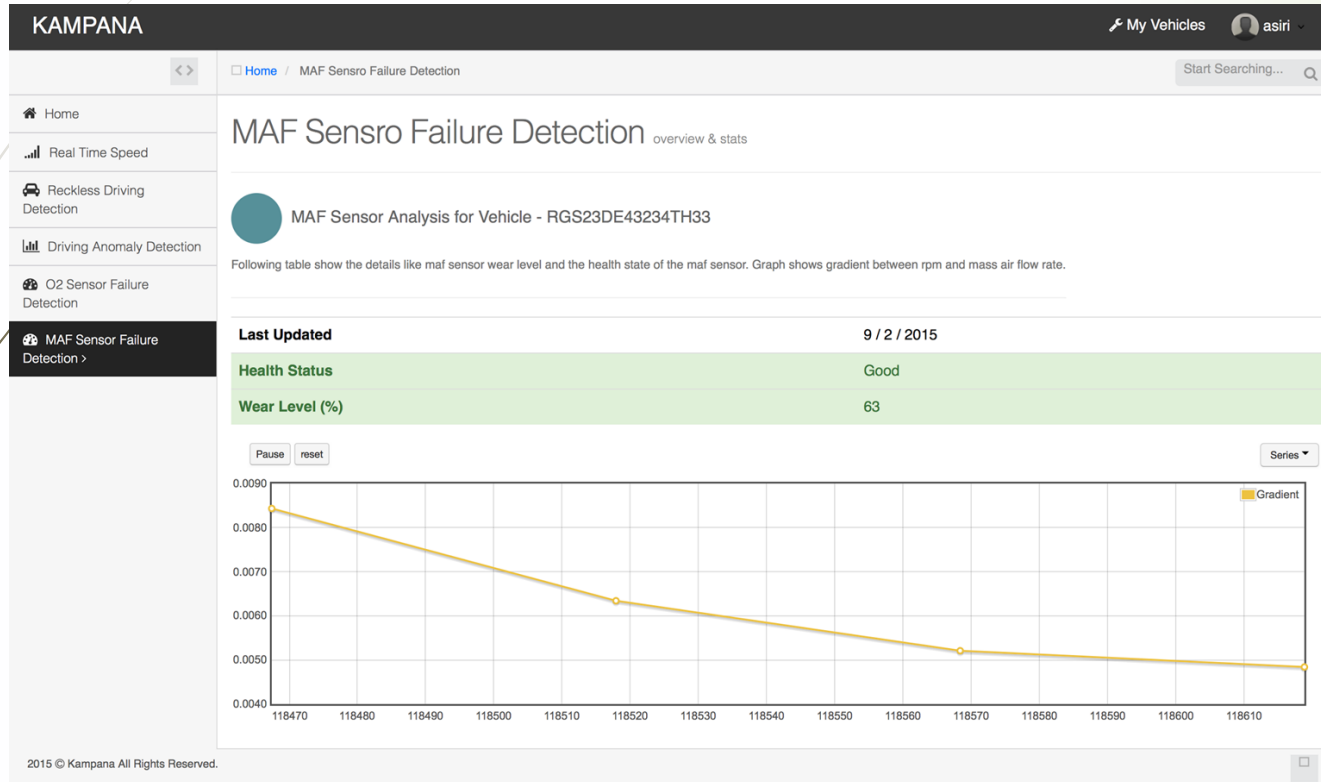 KAMPANA
My Vehicles
asiri
Home / MAF Sensro Failure Detection
Start Searching...
Home
Real Time Speed
Reckless Driving
Detection
Driving Anomaly Detection
O2 Sensor Failure
Detection
MAF Sensor Failure
Detection >
MAF Sensro Failure Detection overview & stats
MAF Sensor Analysis for Vehicle - RGS23DE43234TH33
Following table show the details like maf sensor wear level and the health state of the maf sensor. Graph shows gradient between rpm and mass air flow rate.
Last Updated 9 / 2 / 2015
Health Status Good
Wear Level (%) 63
Pause reset
Series
Gradient
0.0090
0.0080
0.0070
0.0060
0.0050
0.0040
118470 118480 118490 118500 118510 118520 118530 118540 118550 118560 118570 118580 118590 118600 118610
2015 © Kampana All Rights Reserved.